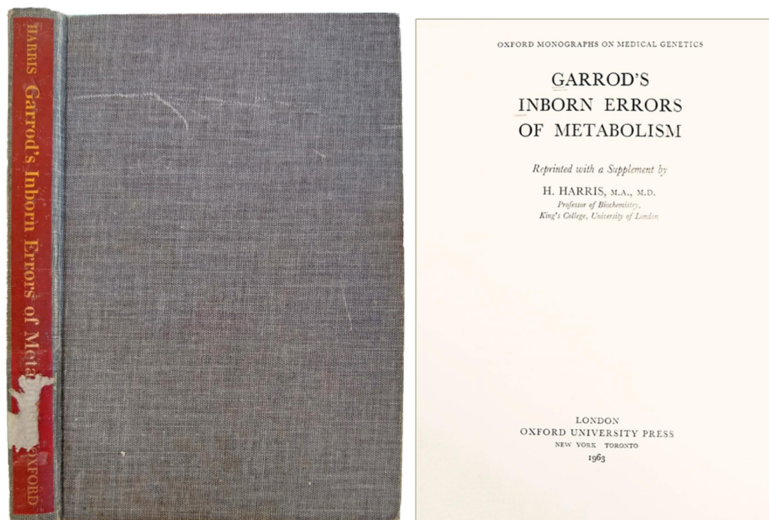 HARRIS Garrod's Inborn Errors of Meta OXFORD
OXFORD MONOGRAPHS ON MEDICAL GENETICS
GARROD'S
INBORN ERRORS
OF METABOLISM
Reprinted with a Supplement by
H. HARRIS, M.A., M.D.
Professor of Biochemistry,
King's College, University of London
LONDON
OXFORD UNIVERSITY PRESS
NEW YORK TORONTO
1963